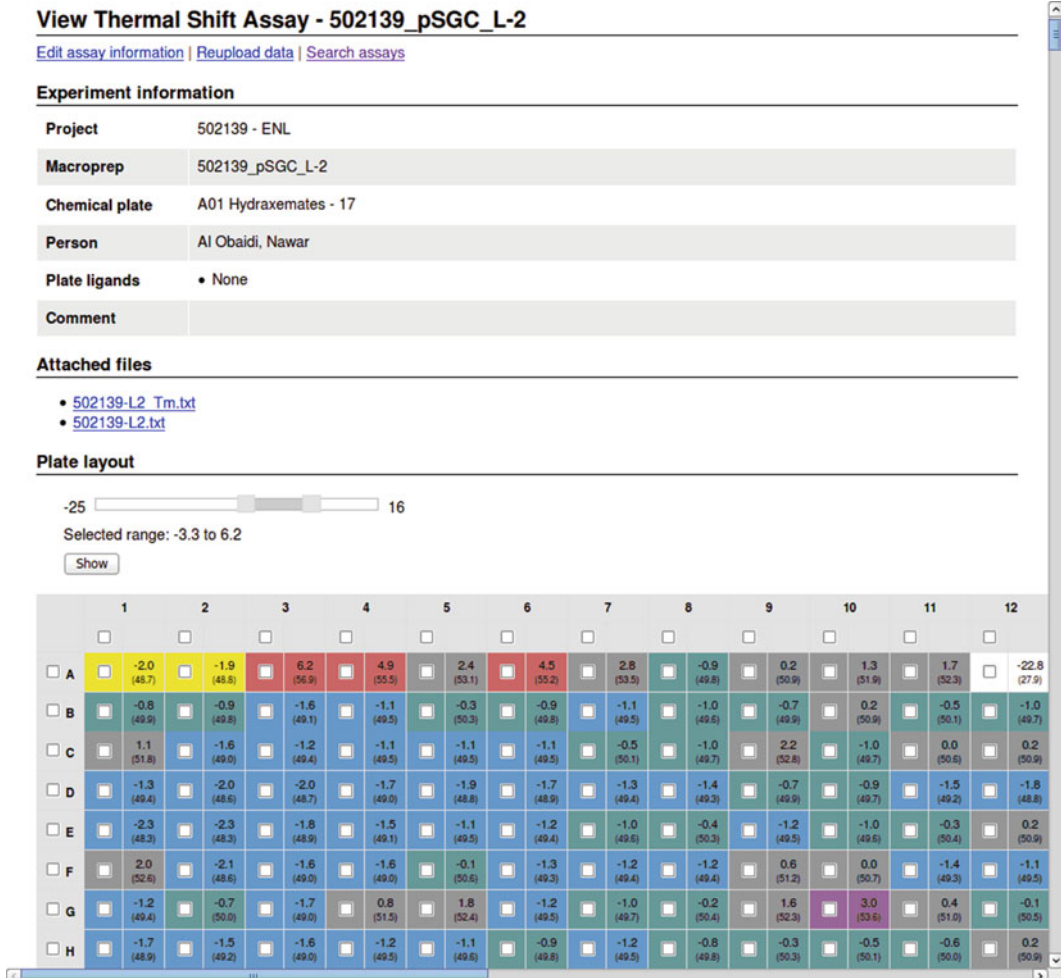 View Thermal Shift Assay - 502139_pSGC_L-2
Edit assay information | Reupload data | Search assays
Experiment information
Project 502139 - ENL
Macroprep 502139_pSGC_L-2
Chemical plate A01 Hydraxemates - 17
Person Al Obaidi, Nawar
Plate ligands • None
Comment
Attached files
• 502139-L2_Tm.txt
• 502139-L2.txt
Plate layout
-25 16
Selected range: -3.3 to 6.2
Show
1 2 3 4 5 6 7 8 9 10 11 12
A -2.0 -1.9 6.2 4.9 2.4 4.5 2.8 -0.9 0.2 1.3 1.7 -22.8
(48.7) (48.8) (56.9) (55.5) (53.1) (55.2) (53.5) (49.8) (50.9) (51.9) (52.3) (27.9)
B -0.8 -0.9 -1.6 -1.1 -0.3 -0.9 -1.1 -1.0 -0.7 0.2 -0.5 -1.0
(49.9) (49.8) (49.1) (49.5) (50.3) (49.8) (49.5) (49.6) (49.9) (50.9) (50.1) (49.7)
C 1.1 -1.6 -1.2 -1.1 -1.1 -1.1 -0.5 -1.0 2.2 -1.0 0.0 0.2
(51.8) (49.0) (49.4) (49.5) (49.5) (49.5) (50.1) (49.7) (52.8) (49.7) (50.6) (50.9)
D -1.3 -2.0 -2.0 -1.7 -1.9 -1.7 -1.3 -1.4 -0.7 -0.9 -1.5 -1.8
(49.4) (48.6) (48.7) (49.0) (48.8) (48.9) (49.4) (49.3) (49.9) (49.7) (49.2) (48.8)
E -2.3 -2.3 -1.8 -1.5 -1.1 -1.2 -1.0 -0.4 -1.2 -1.0 -0.3 0.2
(48.3) (48.3) (48.9) (49.1) (49.5) (49.4) (49.6) (50.3) (49.5) (49.6) (50.4) (50.9)
F 2.0 -2.1 -1.6 -1.6 -0.1 -1.3 -1.2 -1.2 0.6 0.0 -1.4 -1.1
(52.6) (48.6) (49.0) (49.0) (50.6) (49.3) (49.4) (49.4) (51.2) (50.7) (49.3) (49.5)
G -1.2 -0.7 -1.7 0.8 1.8 -1.2 -1.0 -0.2 1.6 3.0 0.4 -0.1
(49.4) (50.0) (49.0) (51.5) (52.4) (49.5) (49.7) (50.4) (52.3) (53.6) (51.0) (50.5)
H -1.7 -1.5 -1.6 -1.2 -1.1 -0.9 -1.2 -0.8 -0.3 -0.5 -0.6 0.2
(48.9) (49.2) (49.0) (49.5) (49.6) (49.8) (49.5) (49.8) (50.3) (50.1) (50.0) (50.9)